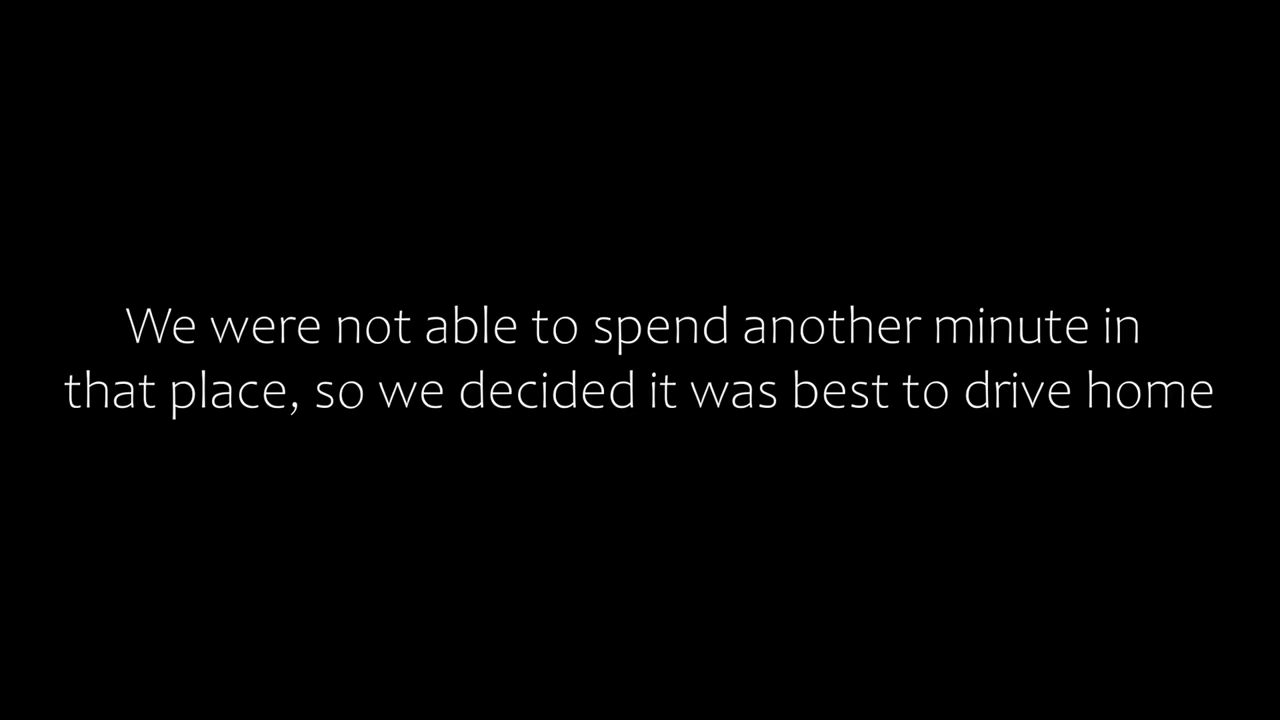 We were not able to spend another minute in
that place, so we decided it was best to drive home